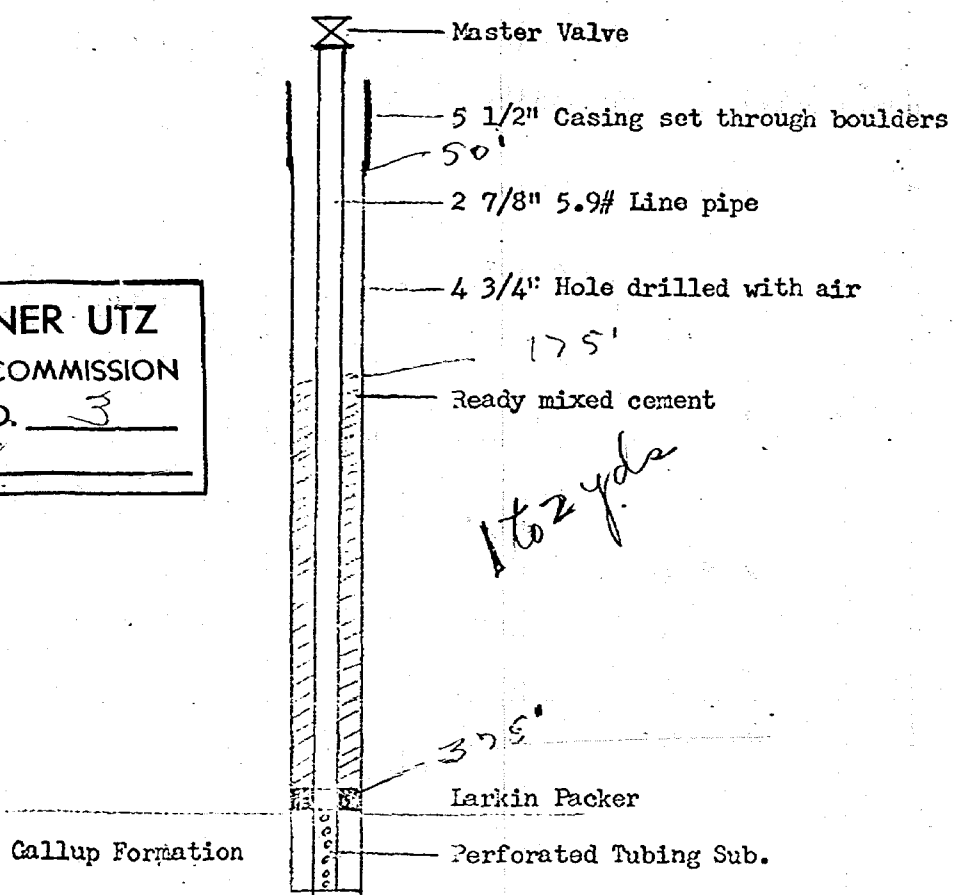 Master Valve
5 1/2" Casing set through boulders
50'
2 7/8" 5.9# Line pipe
4 3/4" Hole drilled with air
NER UTZ
COMMISSION
O. 3
175'
Ready mixed cement
1 to 2 yds
375'
Larkin Packer
Gallup Formation
Perforated Tubing Sub.